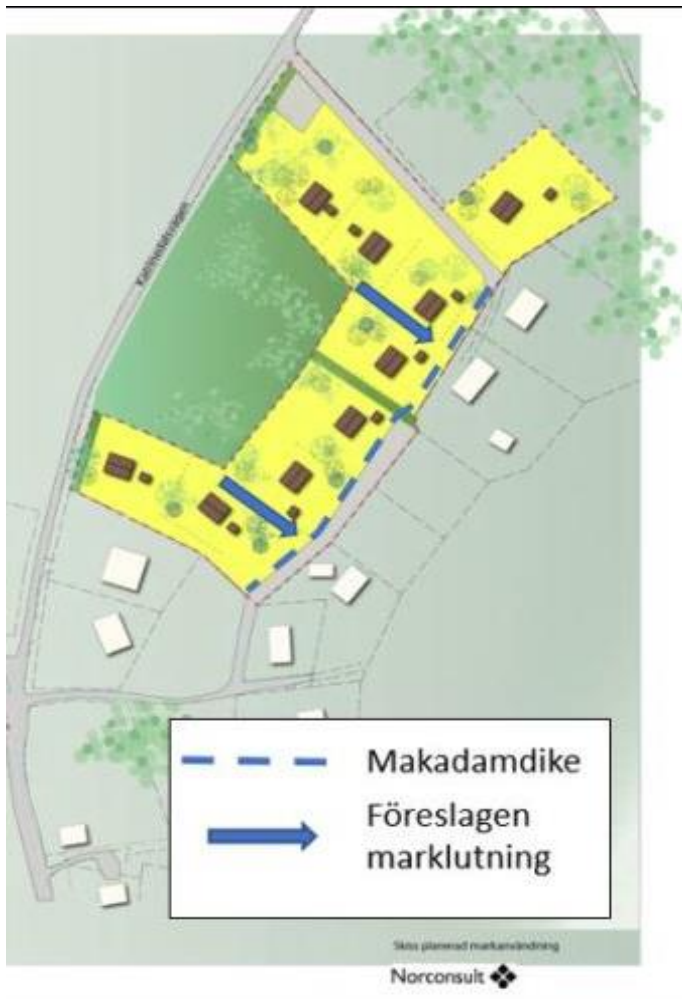 Makadamdike
Föreslagen
marklutning
Skiss planerad markanvändning
Norconsult